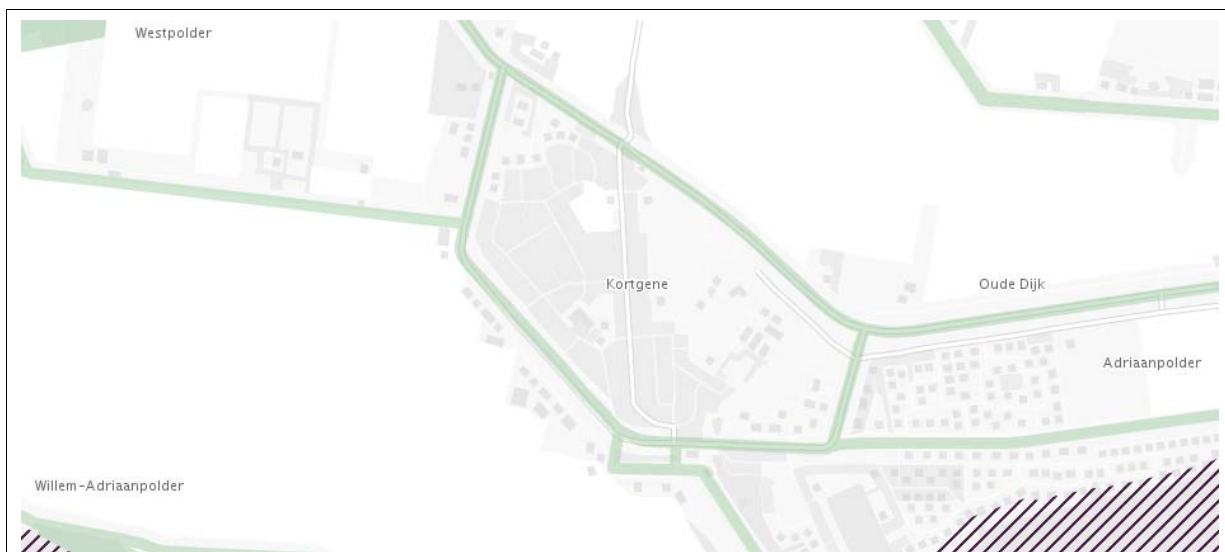 Westpolder
Kortgene
Oude Dijk
Adriaanpolder
Willem-Adriaanpolder